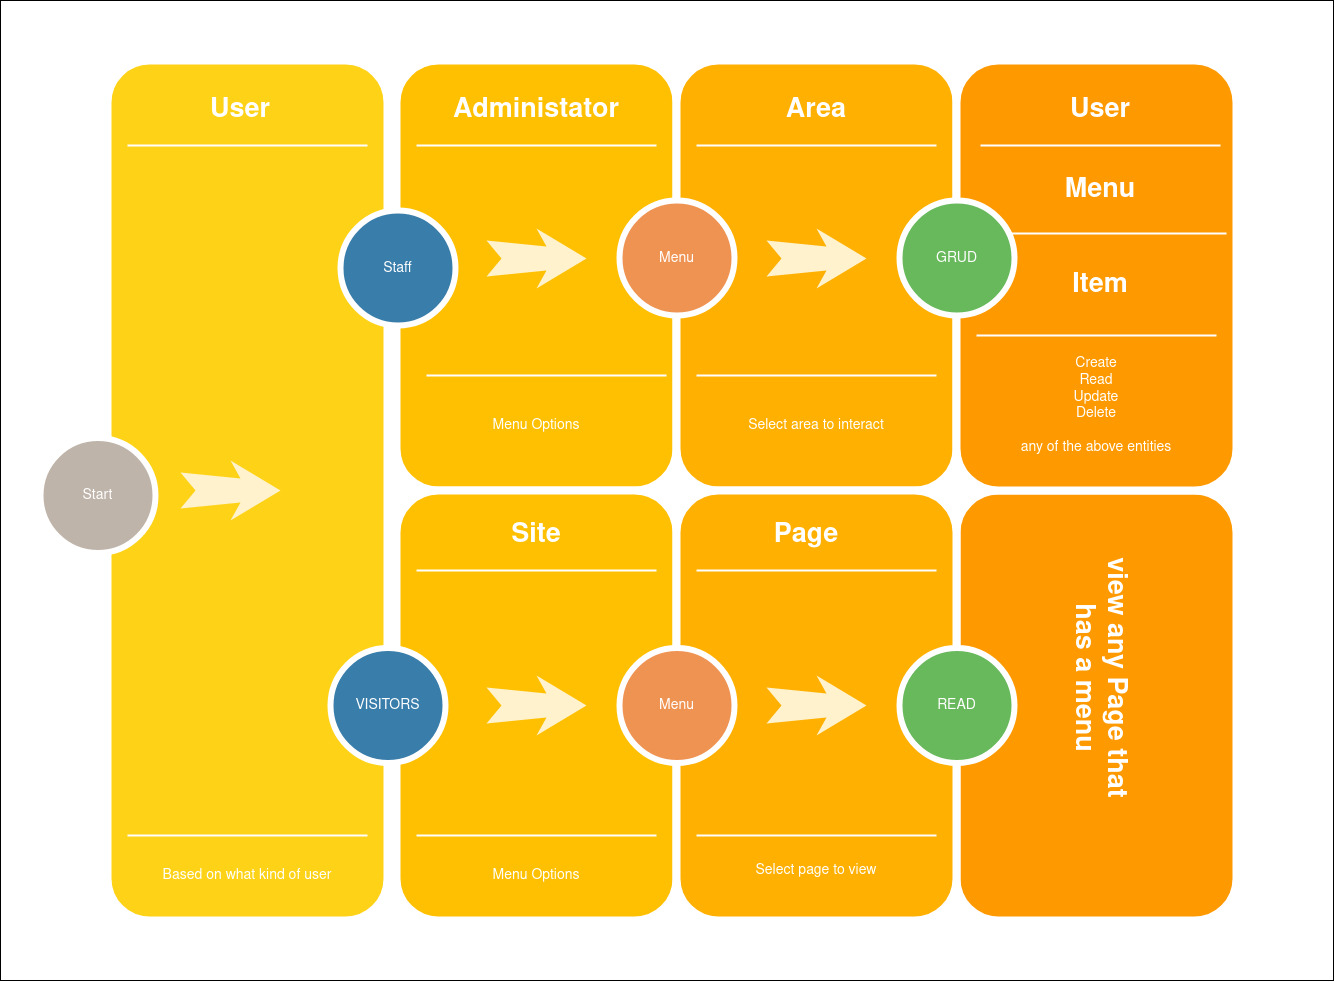 User
Start
Based on what kind of user
Administator
Staff
Menu Options
Area
Menu
Select area to interact
User
Menu
Item
GRUD
Create
Read
Update
Delete
any of the above entities
Site
VISITORS
Menu Options
Page
Menu
Select page to view
READ
view any Page that
has a menu